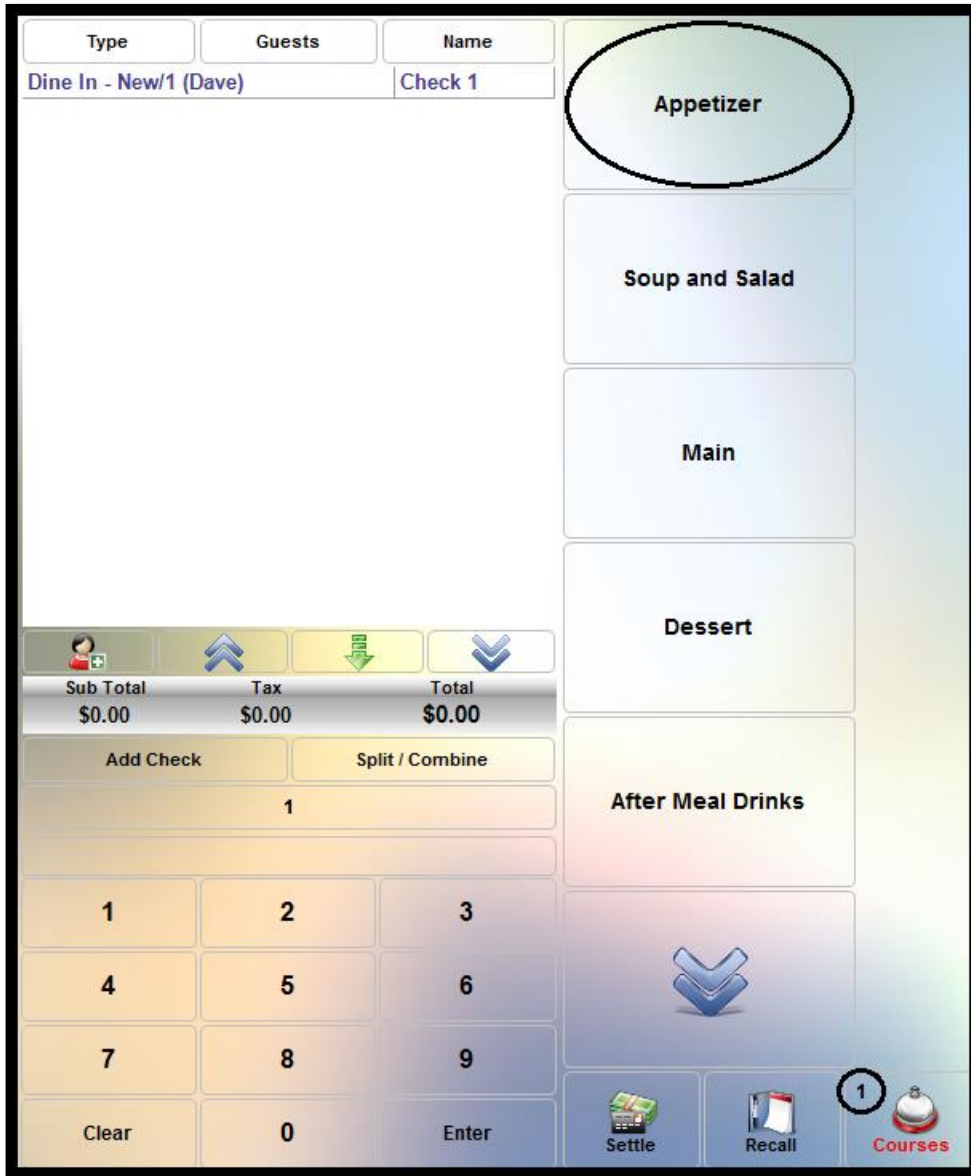 Type Guests Name
Dine In - New/1 (Dave) Check 1
Sub Total Tax Total
$0.00 $0.00 $0.00
Add Check Split / Combine
1
1 2 3
4 5 6
7 8 9
Clear 0 Enter
Appetizer
Soup and Salad
Main
Dessert
After Meal Drinks
1
Settle Recall Courses